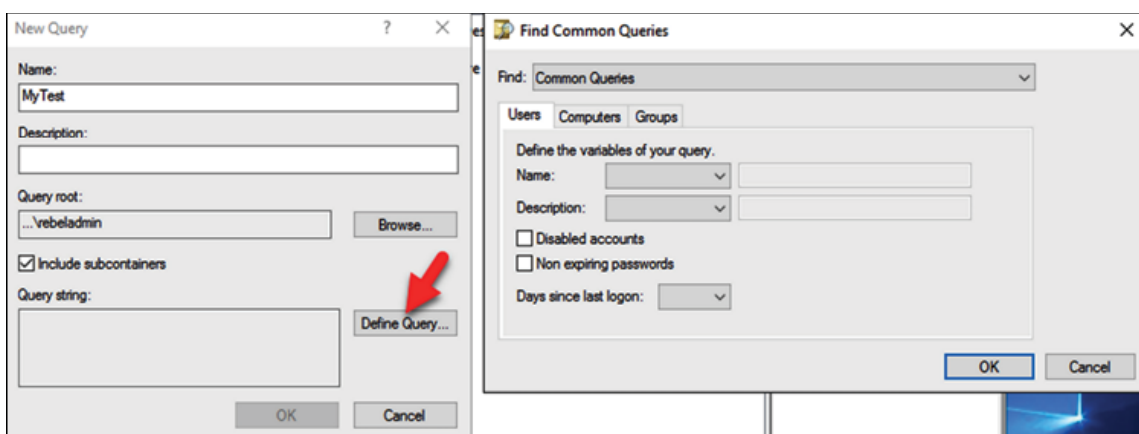 New Query
?
Name:
MyTest
Description:
Query root:
...\rebeladmin
Browse...
Include subcontainers
Query string:
Define Query...
OK
Cancel
es
e
Find Common Queries
Find: Common Queries
Users Computers Groups
Define the variables of your query.
Name:
Description:
Disabled accounts
Non expiring passwords
Days since last logon:
OK
Cancel